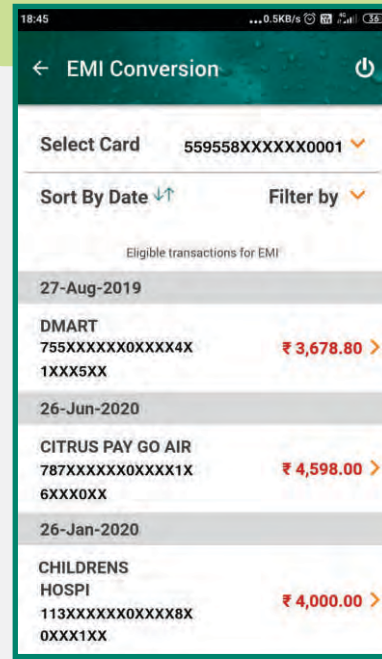 18:45 ...0.5KB/s 36
EMI Conversion
Select Card 559558XXXXXX0001
Sort By Date Filter by
Eligible transactions for EMI
27-Aug-2019
DMART
755XXXXXX0XXXX4X
1XXX5XX
₹ 3,678.80
26-Jun-2020
CITRUS PAY GO AIR
787XXXXXX0XXXX1X
6XXX0XX
₹ 4,598.00
26-Jan-2020
CHILDRENS
HOSPI
113XXXXXX0XXXX8X
0XXX1XX
₹ 4,000.00